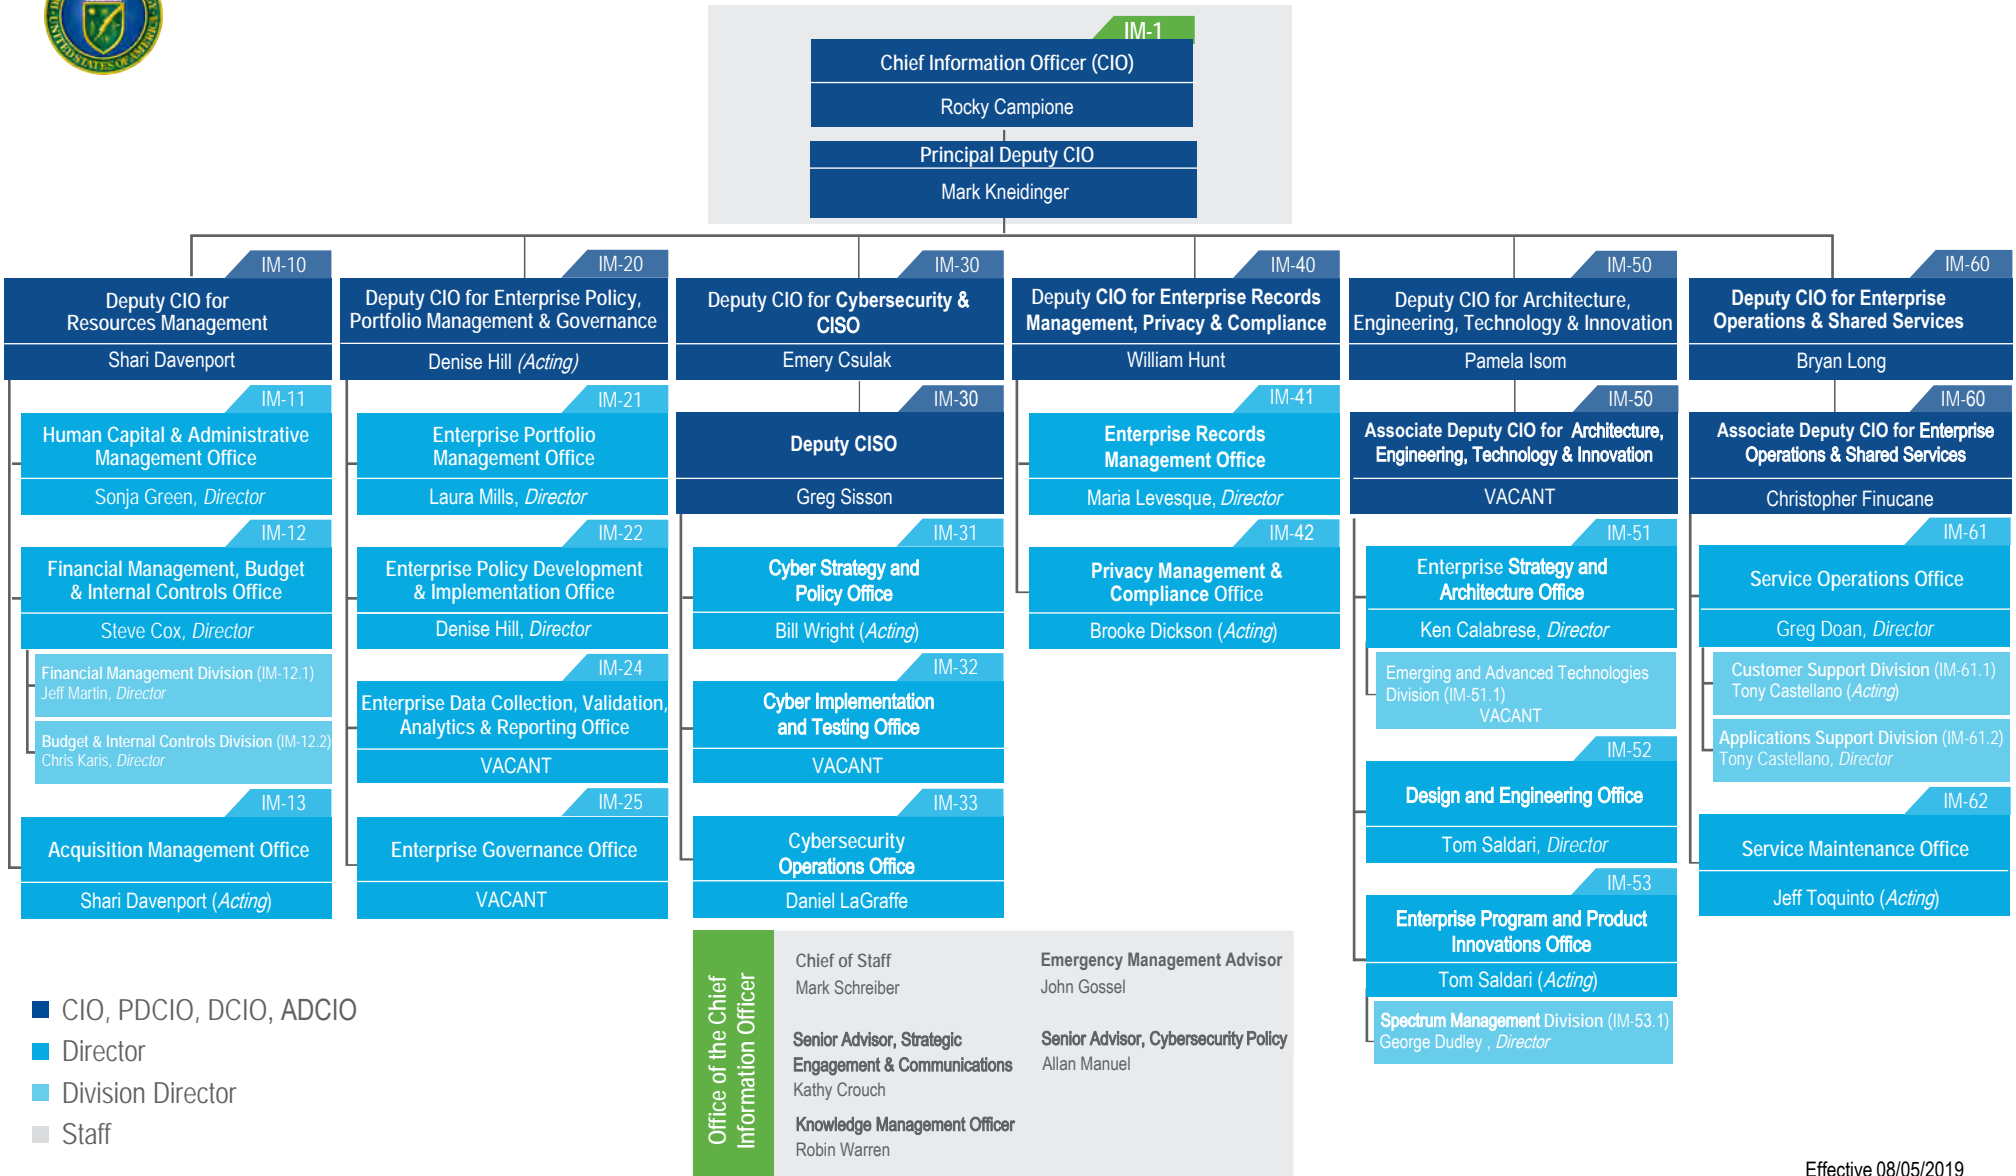 UNITED STATES OF AMERICA
IM-1
Chief Information Officer (CIO)
Rocky Campione
Principal Deputy CIO
Mark Kneidinger
IM-10
Deputy CIO for
Resources Management
Shari Davenport
IM-11
Human Capital & Administrative
Management Office
Sonja Green, Director
IM-12
Financial Management, Budget
& Internal Controls Office
Steve Cox, Director
Financial Management Division (IM-12.1)
Jeff Martin, Director
Budget & Internal Controls Division (IM-12.2)
Chris Karis, Director
IM-13
Acquisition Management Office
Shari Davenport (Acting)
IM-20
Deputy CIO for Enterprise Policy,
Portfolio Management & Governance
Denise Hill (Acting)
IM-21
Enterprise Portfolio
Management Office
Laura Mills, Director
IM-22
Enterprise Policy Development
& Implementation Office
Denise Hill, Director
IM-24
Enterprise Data Collection, Validation,
Analytics & Reporting Office
VACANT
IM-25
Enterprise Governance Office
VACANT
IM-30
Deputy CIO for Cybersecurity &
CISO
Emery Csulak
IM-30
Deputy CISO
Greg Sisson
IM-31
Cyber Strategy and
Policy Office
Bill Wright (Acting)
IM-32
Cyber Implementation
and Testing Office
VACANT
IM-33
Cybersecurity
Operations Office
Daniel LaGraffe
IM-40
Deputy CIO for Enterprise Records
Management, Privacy & Compliance
William Hunt
IM-41
Enterprise Records
Management Office
Maria Levesque, Director
IM-42
Privacy Management &
Compliance Office
Brooke Dickson (Acting)
IM-50
Deputy CIO for Architecture,
Engineering, Technology & Innovation
Pamela Isom
IM-50
Associate Deputy CIO for Architecture,
Engineering, Technology & Innovation
VACANT
IM-51
Enterprise Strategy and
Architecture Office
Ken Calabrese, Director
Emerging and Advanced Technologies
Division (IM-51.1)
VACANT
IM-52
Design and Engineering Office
Tom Saldari, Director
IM-53
Enterprise Program and Product
Innovations Office
Tom Saldari (Acting)
Spectrum Management Division (IM-53.1)
George Dudley , Director
IM-60
Deputy CIO for Enterprise
Operations & Shared Services
Bryan Long
IM-60
Associate Deputy CIO for Enterprise
Operations & Shared Services
Christopher Finucane
IM-61
Service Operations Office
Greg Doan, Director
Customer Support Division (IM-61.1)
Tony Castellano (Acting)
Applications Support Division (IM-61.2)
Tony Castellano, Director
IM-62
Service Maintenance Office
Jeff Toquinto (Acting)
CIO, PDCIO, DCIO, ADCIO
Director
Division Director
Staff
Office of the Chief
Information Officer
Chief of Staff
Mark Schreiber
Senior Advisor, Strategic
Engagement & Communications
Kathy Crouch
Knowledge Management Officer
Robin Warren
Emergency Management Advisor
John Gossel
Senior Advisor, Cybersecurity Policy
Allan Manuel
Effective 08/05/2019